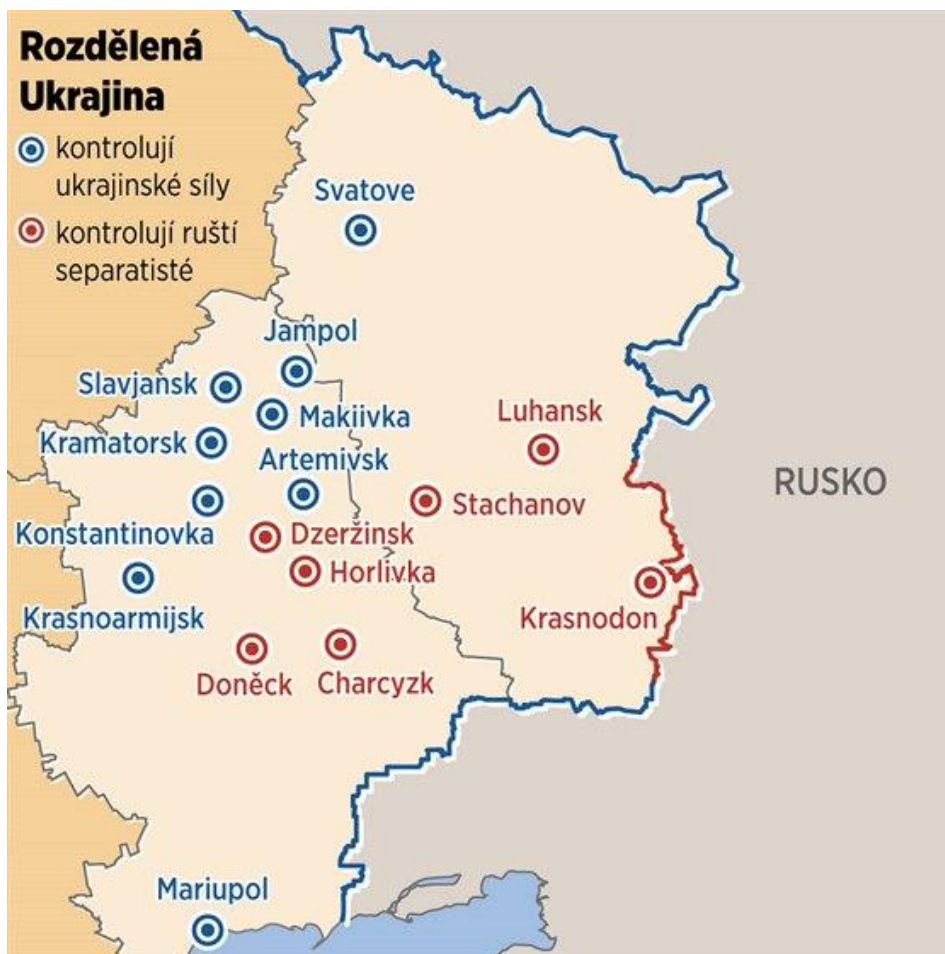 Rozdělená
Ukrajina
kontrolují
ukrajinské síly
kontrolují ruští
separatisté
Svatove
Jampol
Slavjansk
Makiivka
Luhansk
Kramatorsk
Artemivsk
RUSKO
Stachanov
Konstantinovka
Dzeržinsk
Horlivka
Krasnoarmijsk
Krasnodon
Doněck
Charcyzk
Mariupol